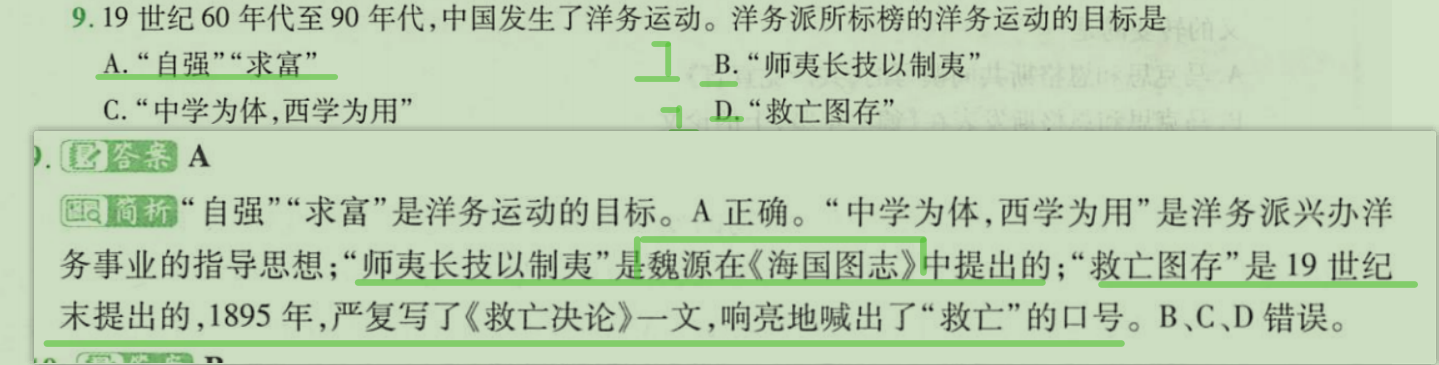 9. 19 世纪 60 年代至 90 年代,中国发生了洋务运动。洋务派所标榜的洋务运动的目标是
A. “自强”“求富” B. “师夷长技以制夷”
C. “中学为体,西学为用” D. “救亡图存”
9. 答案 A
简析 “自强”“求富”是洋务运动的目标。A 正确。“中学为体,西学为用”是洋务派兴办洋
务事业的指导思想;“师夷长技以制夷”是魏源在《海国图志》中提出的;“救亡图存”是 19 世纪
末提出的,1895 年,严复写了《救亡决论》一文,响亮地喊出了“救亡”的口号。B、C、D 错误。
答案 B